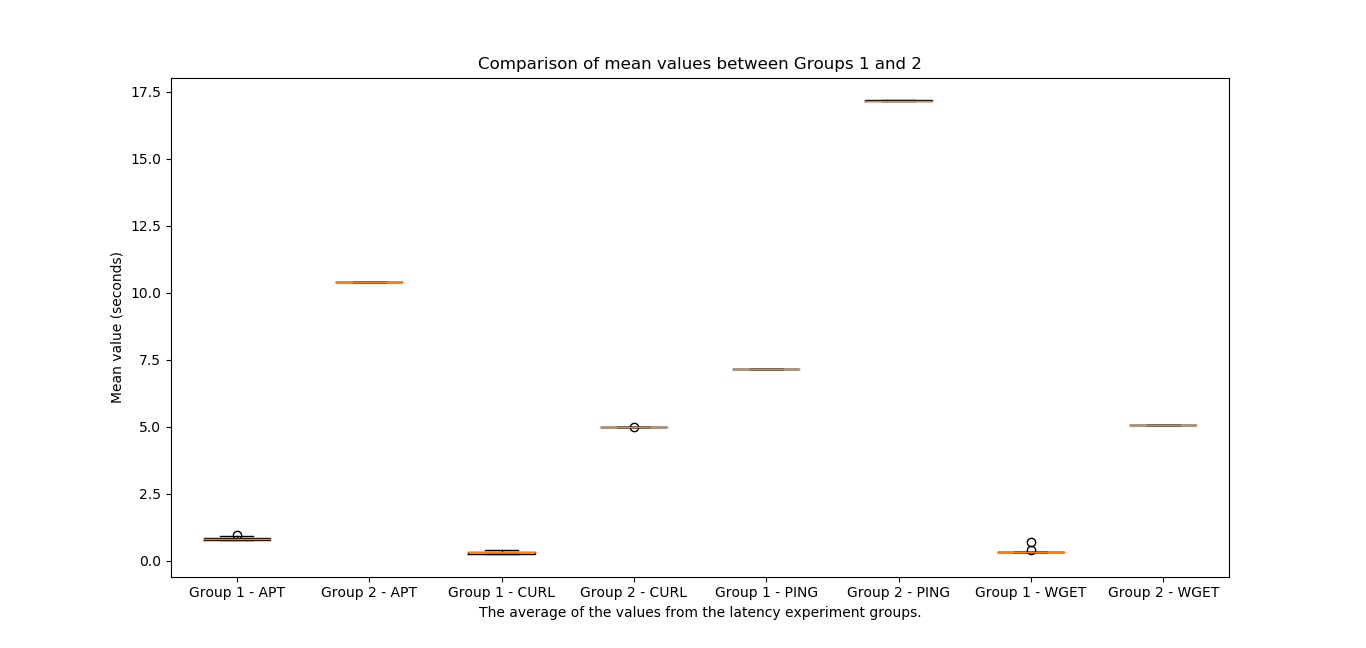 Comparison of mean values between Groups 1 and 2
Mean value (seconds)
17.5
15.0
12.5
10.0
7.5
5.0
2.5
0.0
Group 1 - APT Group 2 - APT Group 1 - CURL Group 2 - CURL Group 1 - PING Group 2 - PING Group 1 - WGET Group 2 - WGET
The average of the values from the latency experiment groups.